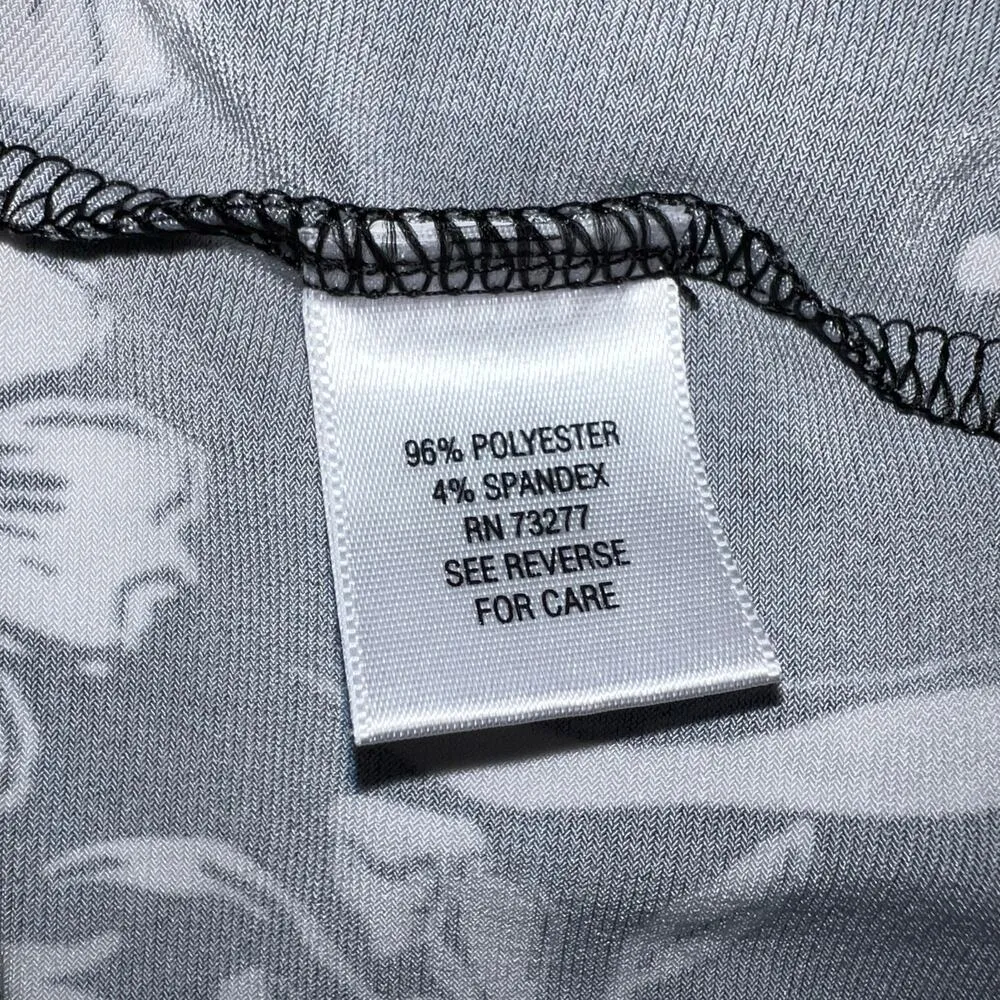 96% POLYESTER
4% SPANDEX
RN 73277
SEE REVERSE
FOR CARE